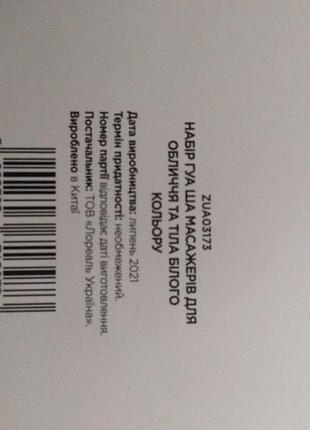 ZUA03173
НАБІР ГУА ША МАСАЖЕРІВ ДЛЯ
ОБЛИЧЧЯ ТА ТІЛА БІЛОГО
КОЛЬОРУ
Дата виробництва: липень 2021
Термін придатності: необмежений.
Номер партії відповідає даті виготовлення.
Постачальник: ТОВ «Лореаль Україна»,
Вироблено в Китаї